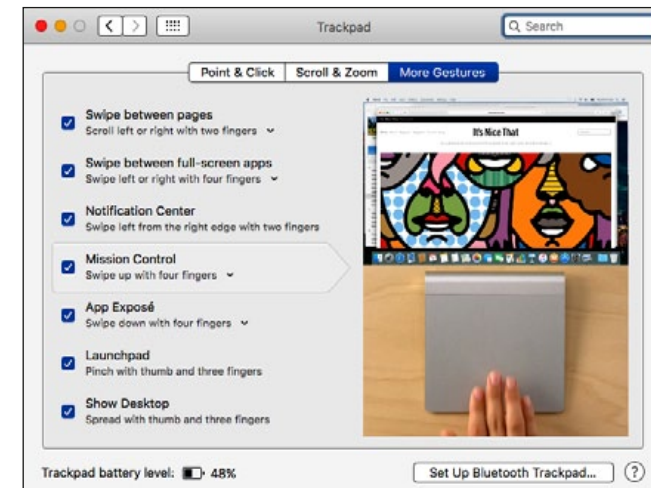 Trackpad
Search
Point & Click Scroll & Zoom More Gestures
Swipe between pages
Scroll left or right with two fingers
Swipe between full-screen apps
Swipe left or right with four fingers
Notification Center
Swipe left from the right edge with two fingers
Mission Control
Swipe up with four fingers
App Exposé
Swipe down with four fingers
Launchpad
Pinch with thumb and three fingers
Show Desktop
Spread with thumb and three fingers
It's Nice That
Trackpad battery level: 48%
Set Up Bluetooth Trackpad... ?